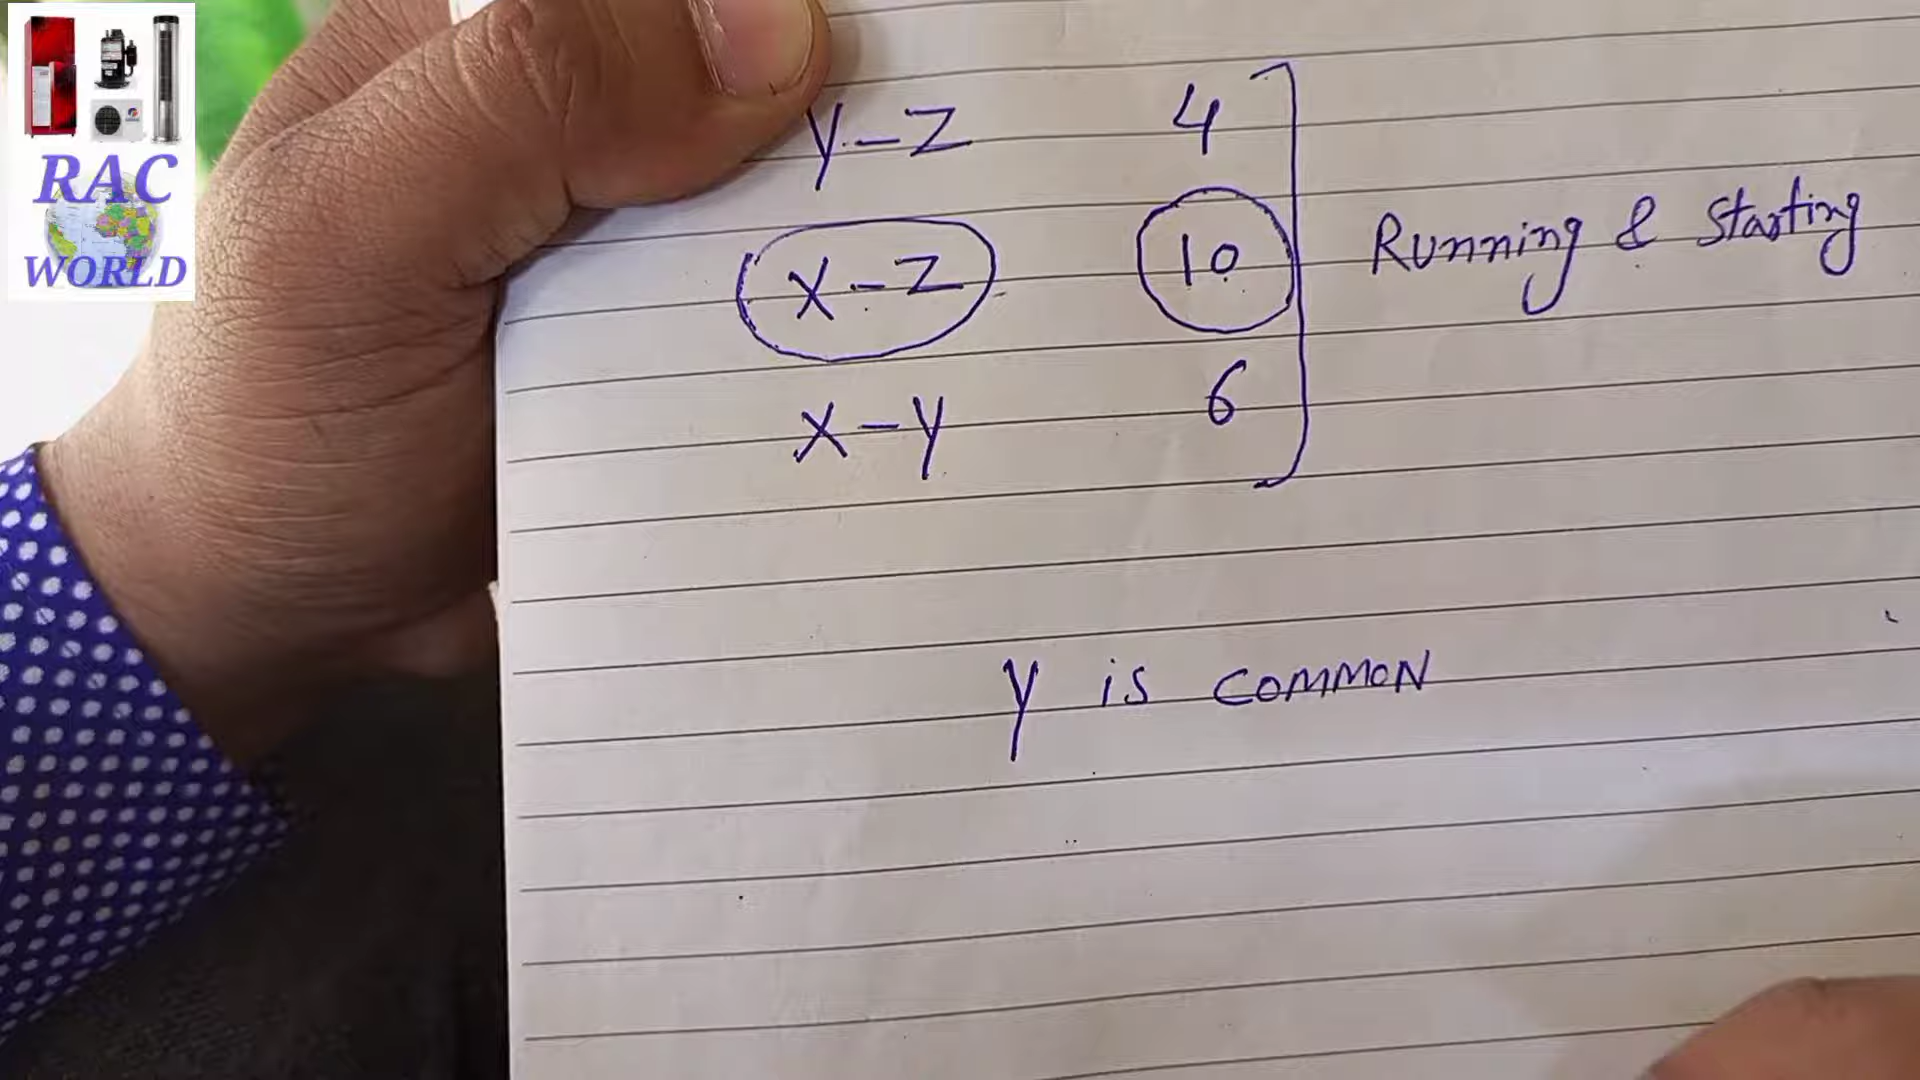 RAC
WORLD
y-z 4
x-z 10
Running & Starting
x-y 6
y is common